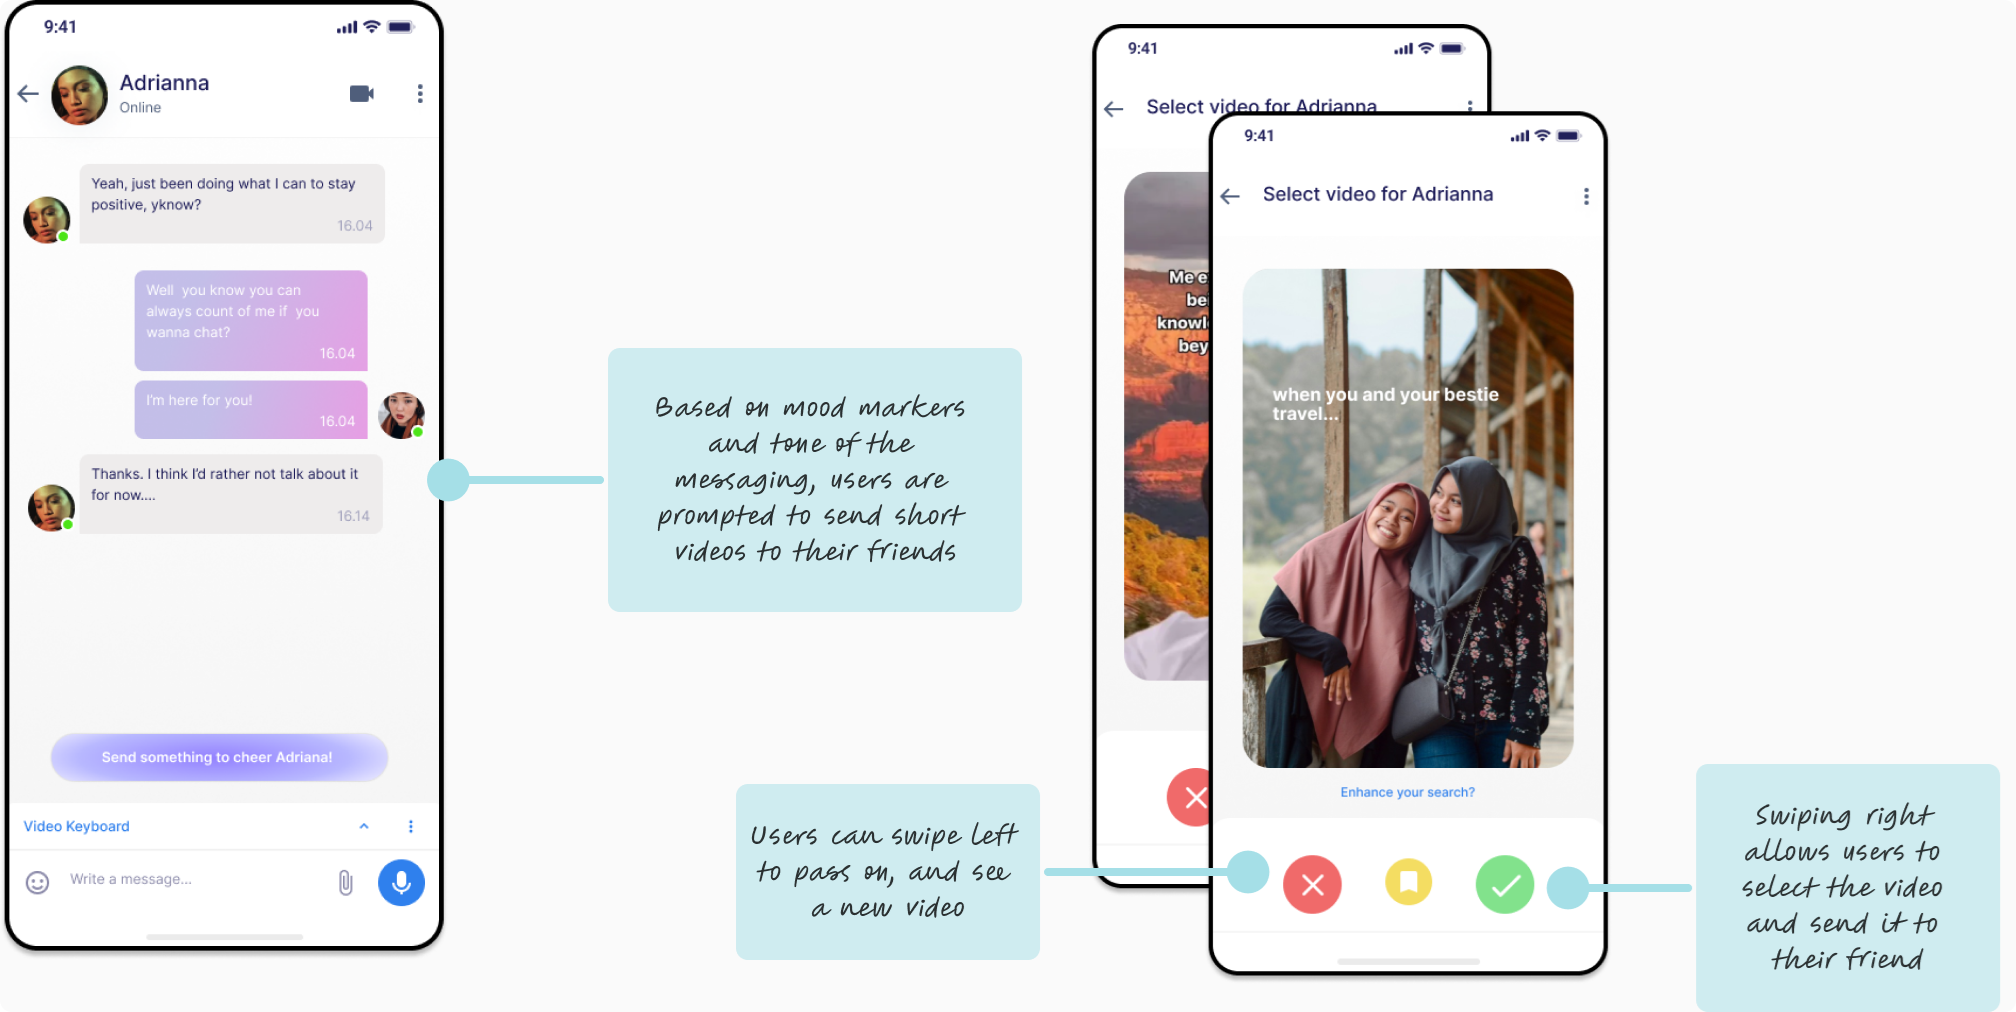 9:41
Adrianna
Online
Yeah, just been doing what I can to stay
positive, yknow?
16.04
Well you know you can
always count of me if you
wanna chat?
16.04
I'm here for you!
16.04
Thanks. I think I'd rather not talk about it
for now....
16.14
Send something to cheer Adriana!
Video Keyboard
Write a message...
Based on mood markers
and tone of the
messaging, users are
prompted to send short
videos to their friends
9:41
Select video for Adrianna
Me e
be
knowl
bey
9:41
Select video for Adrianna
when you and your bestie
travel...
Enhance your search?
Users can swipe left
to pass on, and see
a new video
Swiping right
allows users to
select the video
and send it to
their friend